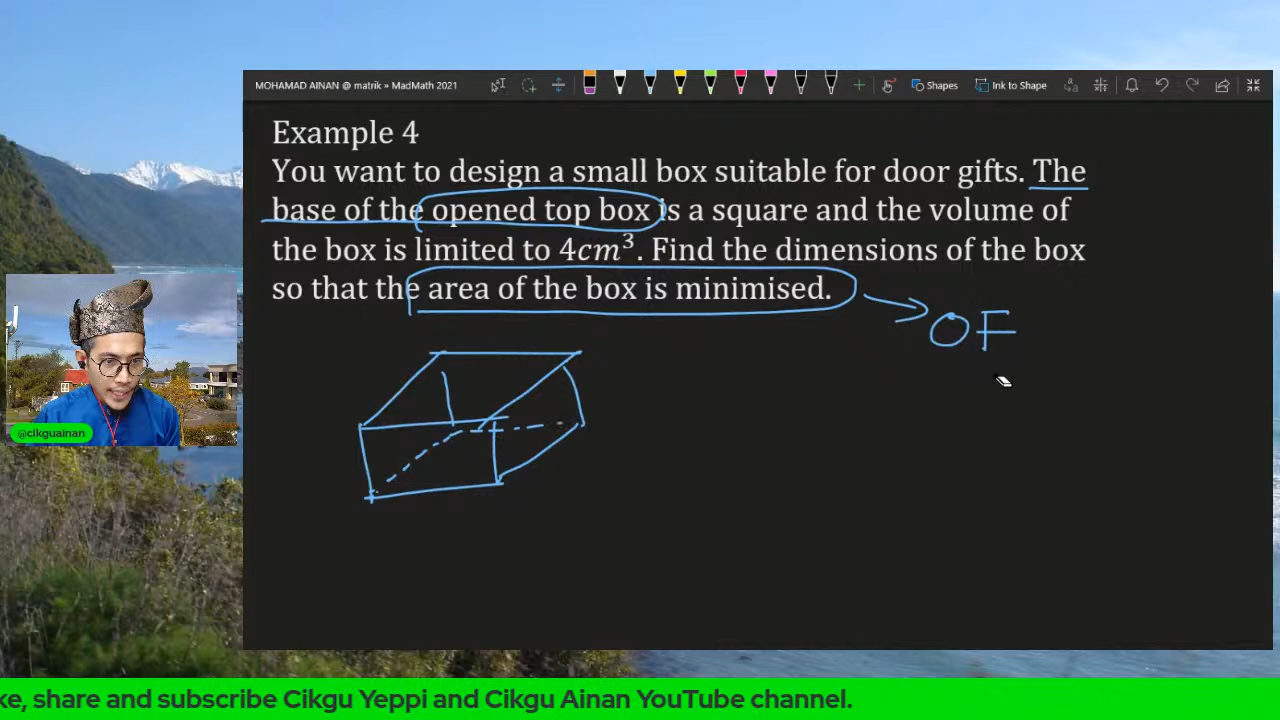 MOHAMAD AINAN @ matrik » MadMath 2021
Shapes
Ink to Shape
Example 4
You want to design a small box suitable for door gifts. The
base of the opened top box is a square and the volume of
the box is limited to 4cm³. Find the dimensions of the box
so that the area of the box is minimised.
OF
@cikguainan
ke, share and subscribe Cikgu Yeppi and Cikgu Ainan YouTube channel.